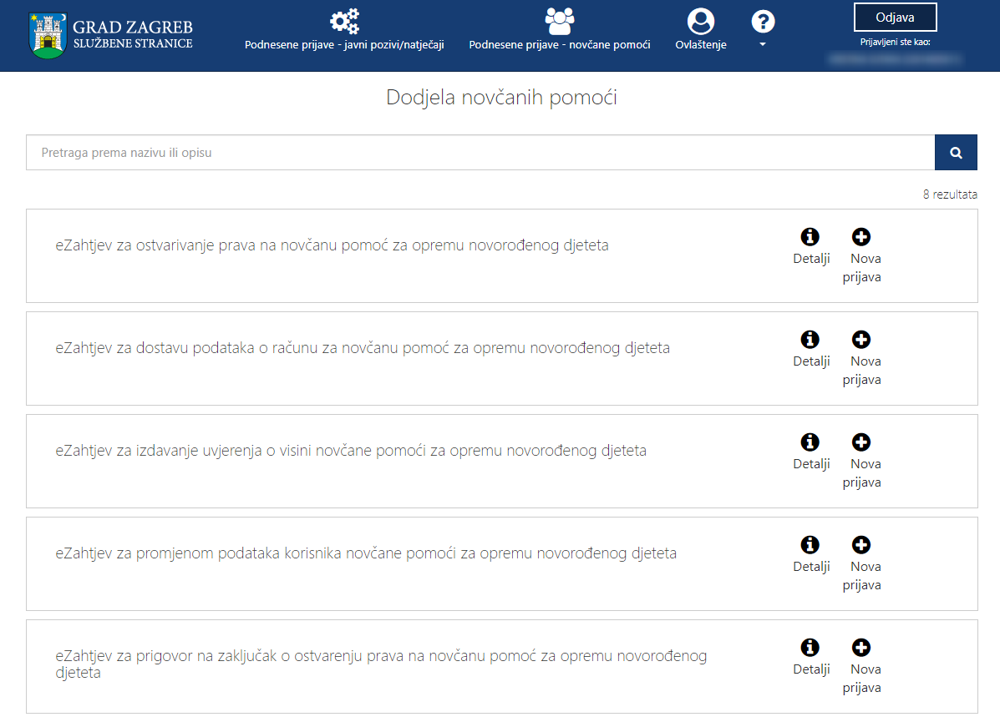 GRAD ZAGREB
SLUŽBENE STRANICE
Podnesene prijave - javni pozivi/natječaji
Podnesene prijave - novčane pomoći
Ovlaštenje
Odjava
Prijavljeni ste kao:
Dodjela novčanih pomoći
Pretraga prema nazivu ili opisu
8 rezultata
eZahtjev za ostvarivanje prava na novčanu pomoć za opremu novorođenog djeteta
Detalji
Nova
prijava
eZahtjev za dostavu podataka o računu za novčanu pomoć za opremu novorođenog djeteta
Detalji
Nova
prijava
eZahtjev za izdavanje uvjerenja o visini novčane pomoći za opremu novorođenog djeteta
Detalji
Nova
prijava
eZahtjev za promjenom podataka korisnika novčane pomoći za opremu novorođenog djeteta
Detalji
Nova
prijava
eZahtjev za prigovor na zaključak o ostvarenju prava na novčanu pomoć za opremu novorođenog
djeteta
Detalji
Nova
prijava